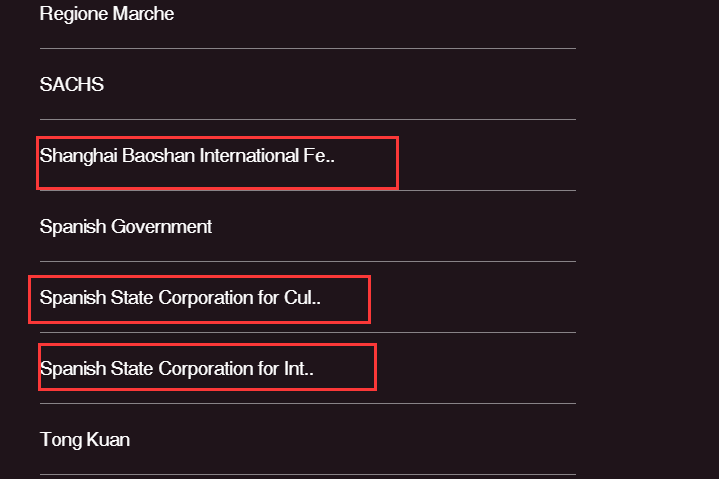 Regione Marche
SACHS
Shanghai Baoshan International Fe..
Spanish Government
Spanish State Corporation for Cul..
Spanish State Corporation for Int..
Tong Kuan